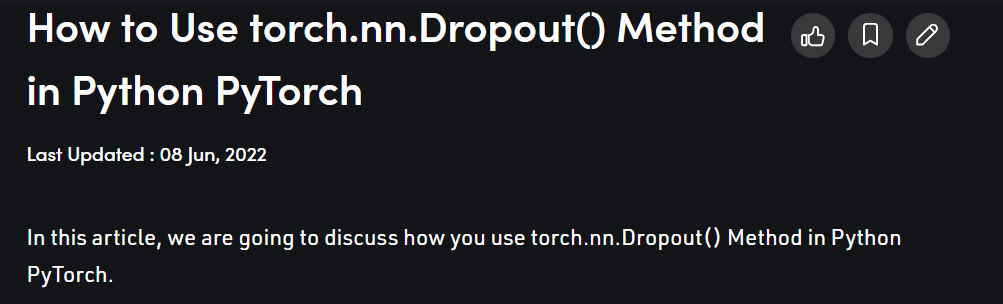 How to Use torch.nn.Dropout() Method
in Python PyTorch
Last Updated : 08 Jun, 2022
In this article, we are going to discuss how you use torch.nn.Dropout() Method in Python
PyTorch.